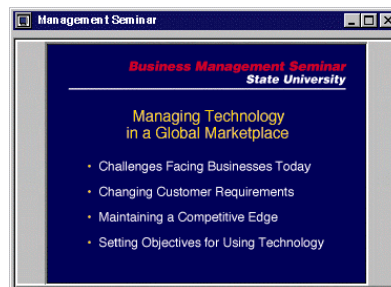 Management Seminar
Business Management Seminar
State University
Managing Technology
in a Global Marketplace
• Challenges Facing Businesses Today
• Changing Customer Requirements
• Maintaining a Competitive Edge
• Setting Objectives for Using Technology